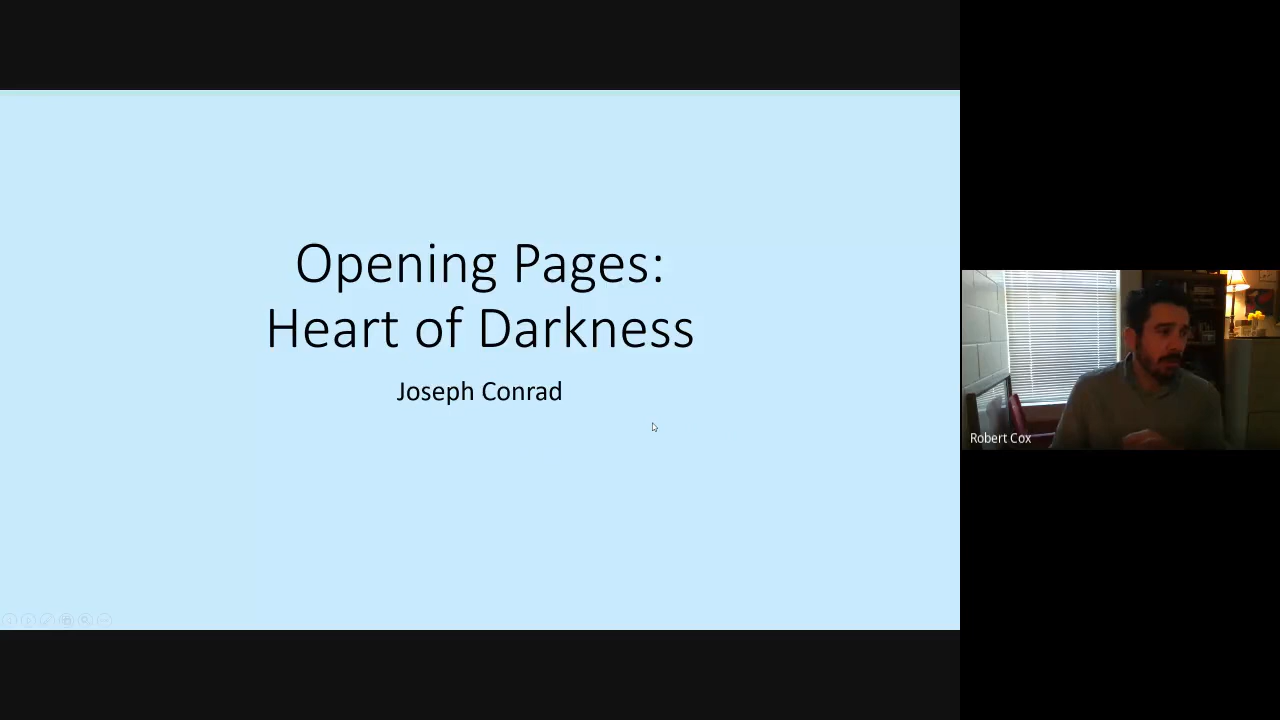 Opening Pages:
Heart of Darkness
Joseph Conrad
Robert Cox